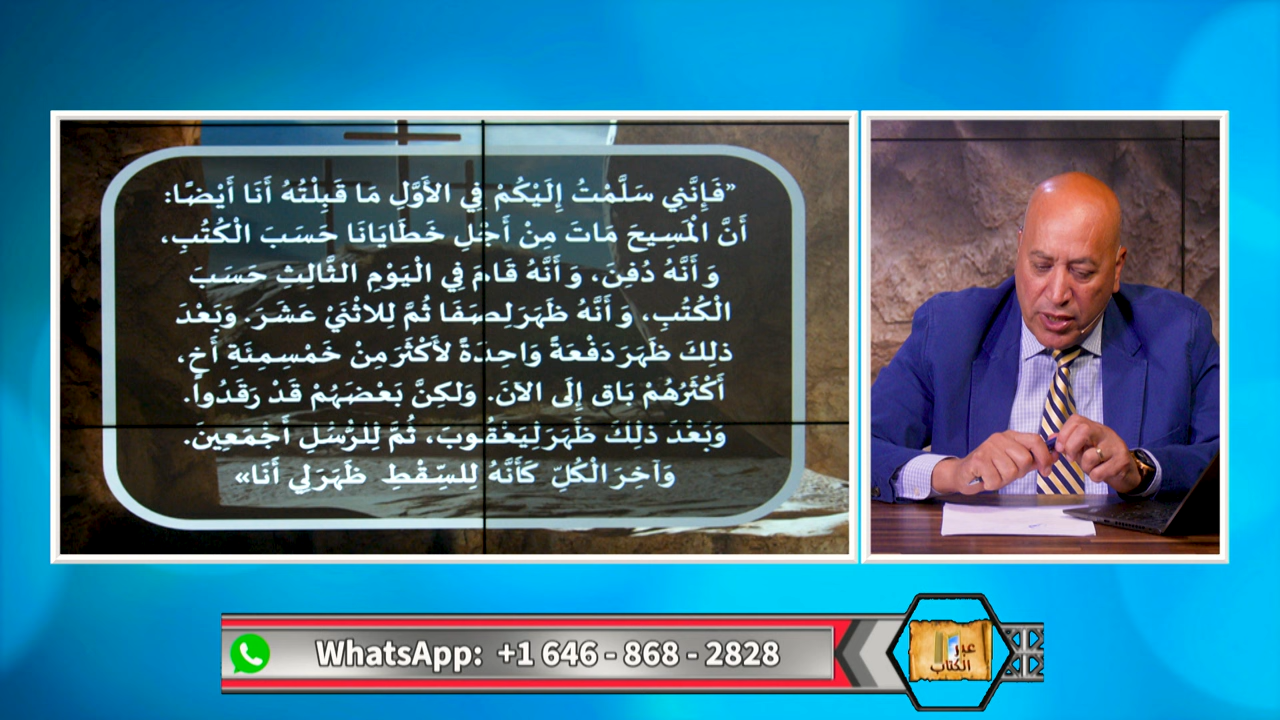 ”فَإِنَّنِي سَلَّمْتُ إِلَيْكُمْ فِي الأَوَّلِ مَا قَبِلْتُهُ أَنَا أَيْضًا:
أَنَّ الْمَسِيحَ مَاتَ مِنْ أَجْلِ خَطَايَانَا حَسَبَ الْكُتُبِ،
وَ أَنَّهُ دُفِنَ، وَ أَنَّهُ قَامَ فِي الْيَوْمِ الثَّالِثِ حَسَبَ
الْكُتُبِ، وَ أَنَّهُ ظَهَرَ لِصَفَا ثُمَّ لِلاثْنَيْ عَشَرَ. وَبَعْدَ
ذلِكَ ظَهَرَ دَفْعَةً وَاحِدَةً لأَكْثَرَ مِنْ خَمْسِمِئَةِ أَخٍ،
أَكْثَرُهُمْ بَاق إِلَى الانَ. وَلكِنَّ بَعْضَهُمْ قَدْ رَقَدُوا.
وَبَعْدَ ذلِكَ ظَهَرَ لِيَعْقُوبَ، ثُمَّ لِلرُّسُلِ أَجْمَعِينَ.
وَآخِرَ الْكُلِّ كَأَنَّهُ لِلسِّقْطِ ظَهَرَ لِي أَنَا»
WhatsApp: +1 646 - 868 - 2828
عبر
الكتاب